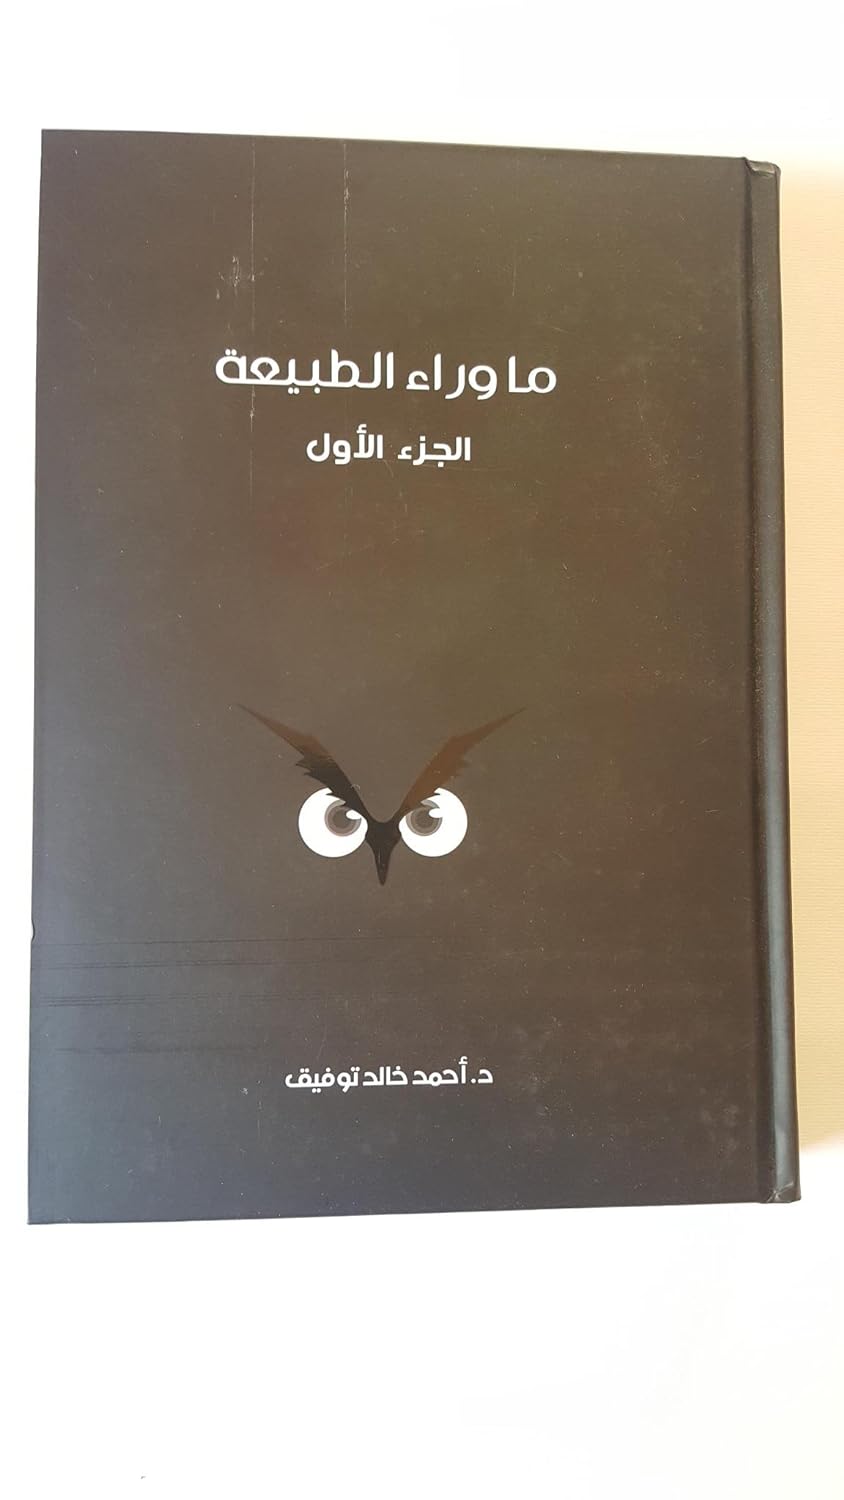 ما وراء الطبيعة
الجزء الأول
د. أحمد خالد توفيق